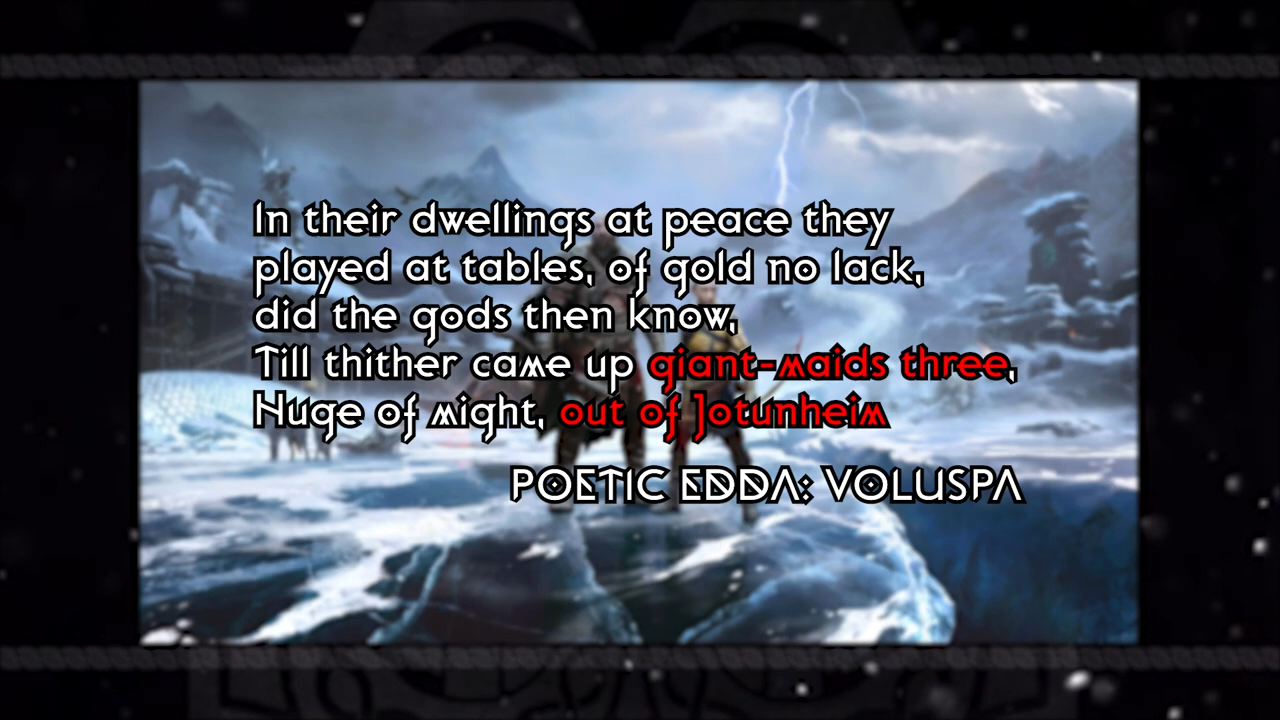 In their dwellings at peace they
played at tables, of gold no lack,
did the gods then know,
Till thither came up giant-maids three,
Huge of might, out of Jotunheim
POETIC EDDA: VOLUSPA